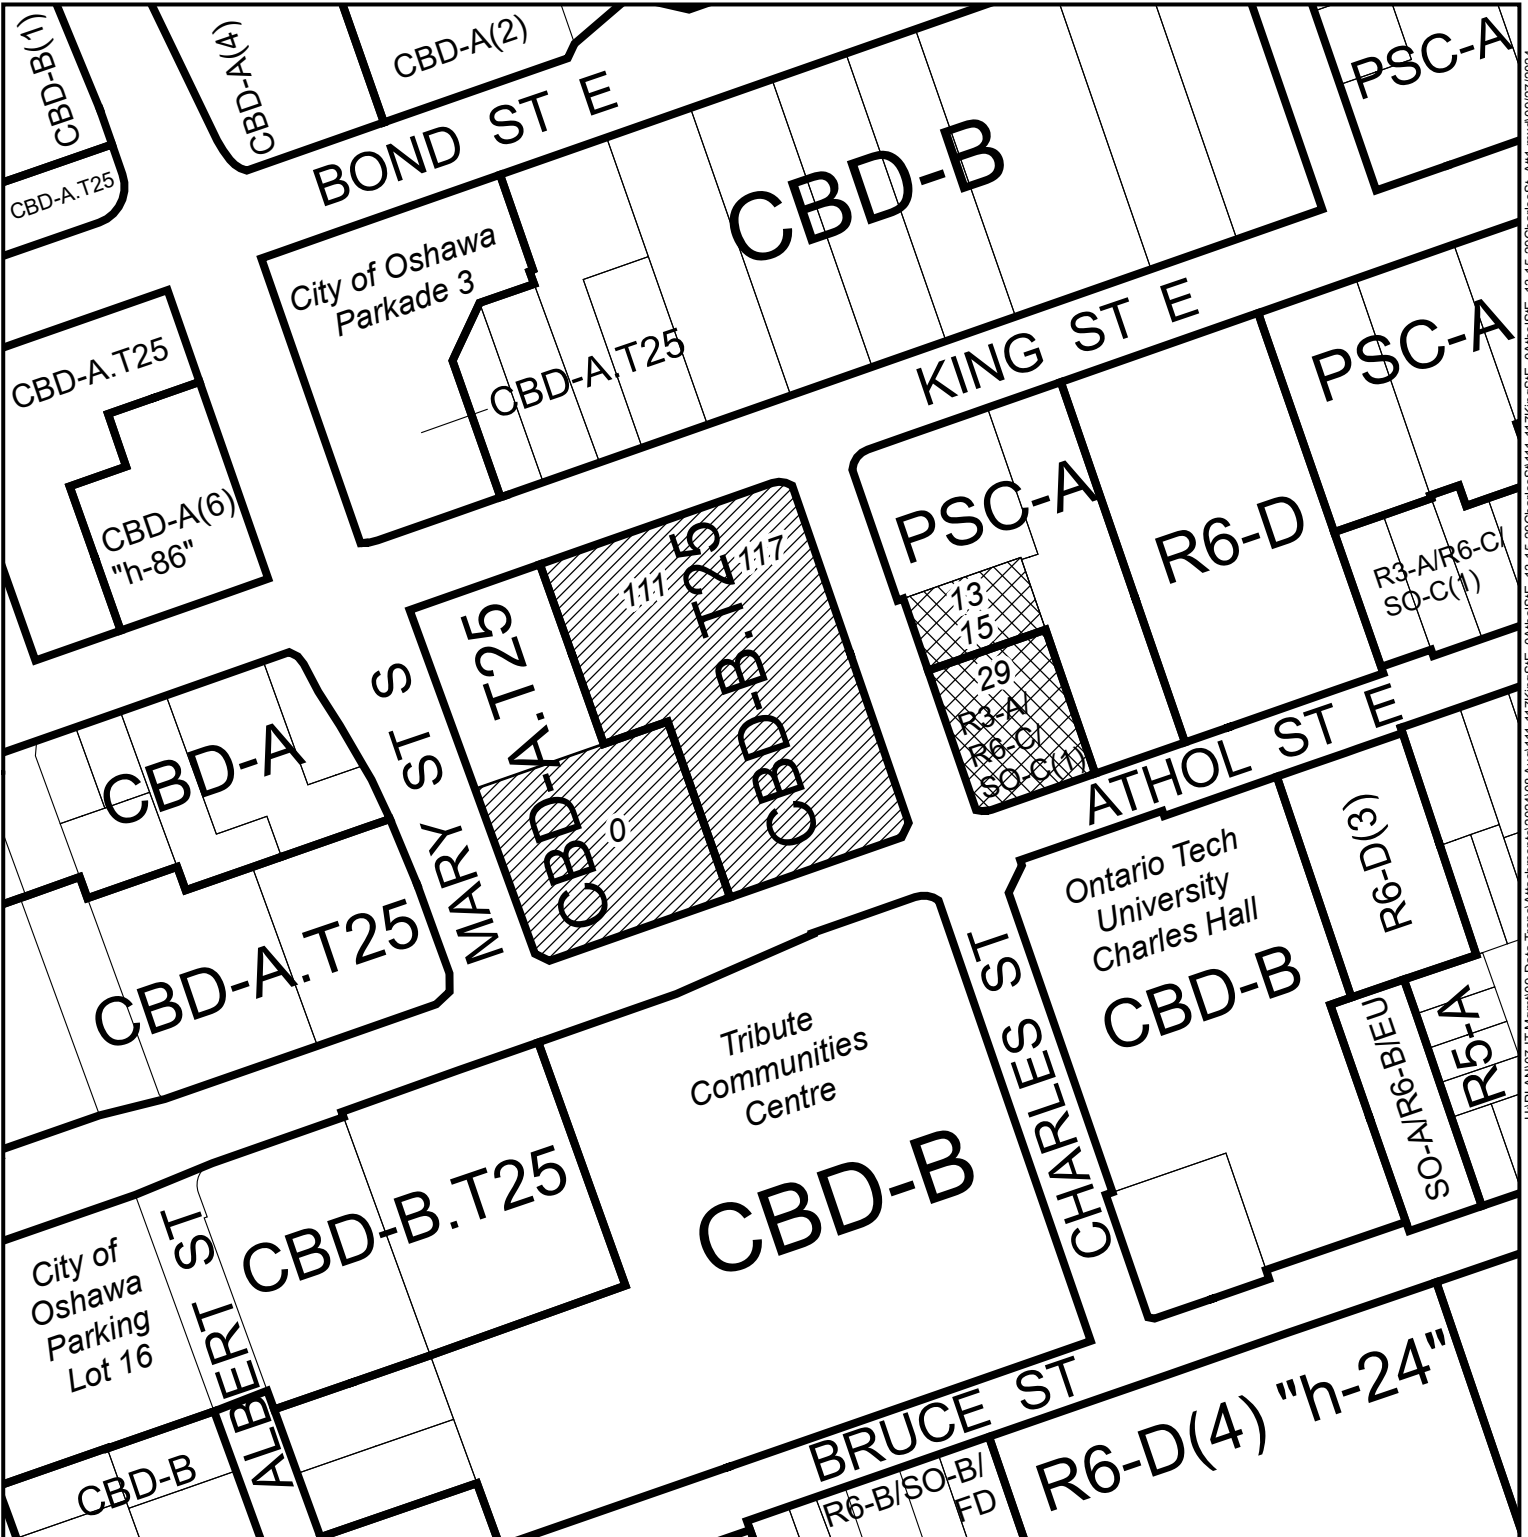 CBD-B(1)
CBD-A(4)
CBD-A(2)
PSC-A
CBD-A.T25
BOND ST E
CBD-B
City of Oshawa
Parkade 3
CBD-A.T25
KING ST E
CBD-A.T25
CBD-A(6)
"h-86"
PSC-A
PSC-A
R6-D
R3-A/R6-C/
SO-C(1)
111
117
CBD-A.T25
CBD-B.T25
0
13
15
29
R3-A/
R6-C/
SO-C(1)
MARY ST S
CBD-A
CBD-A.T25
ATHOL ST E
Ontario Tech
University
Charles Hall
CBD-B
R6-D(3)
R5-A
SO-A/R6-B/EU
CHARLES ST
Tribute
Communities
Centre
CBD-B
CBD-B.T25
ALBERT ST
City of
Oshawa
Parking
Lot 16
CBD-B
BRUCE ST
R6-B/SO-B/
FD
R6-D(4) "h-24"